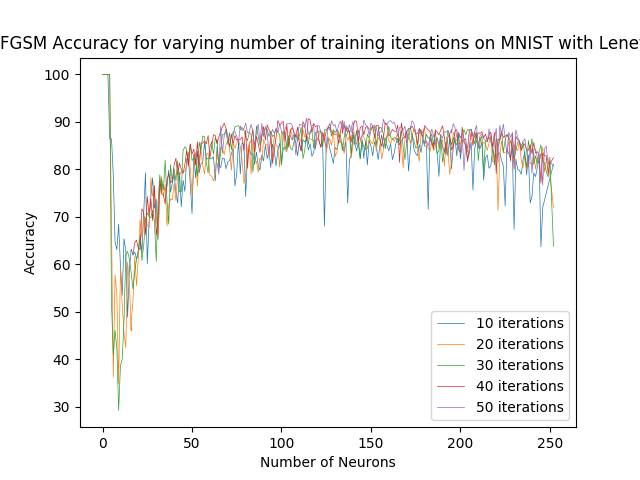 FGSM Accuracy for varying number of training iterations on MNIST with Lene
100
90
80
70
60
50
40
30
Accuracy
0 50 100 150 200 250
Number of Neurons
10 iterations
20 iterations
30 iterations
40 iterations
50 iterations